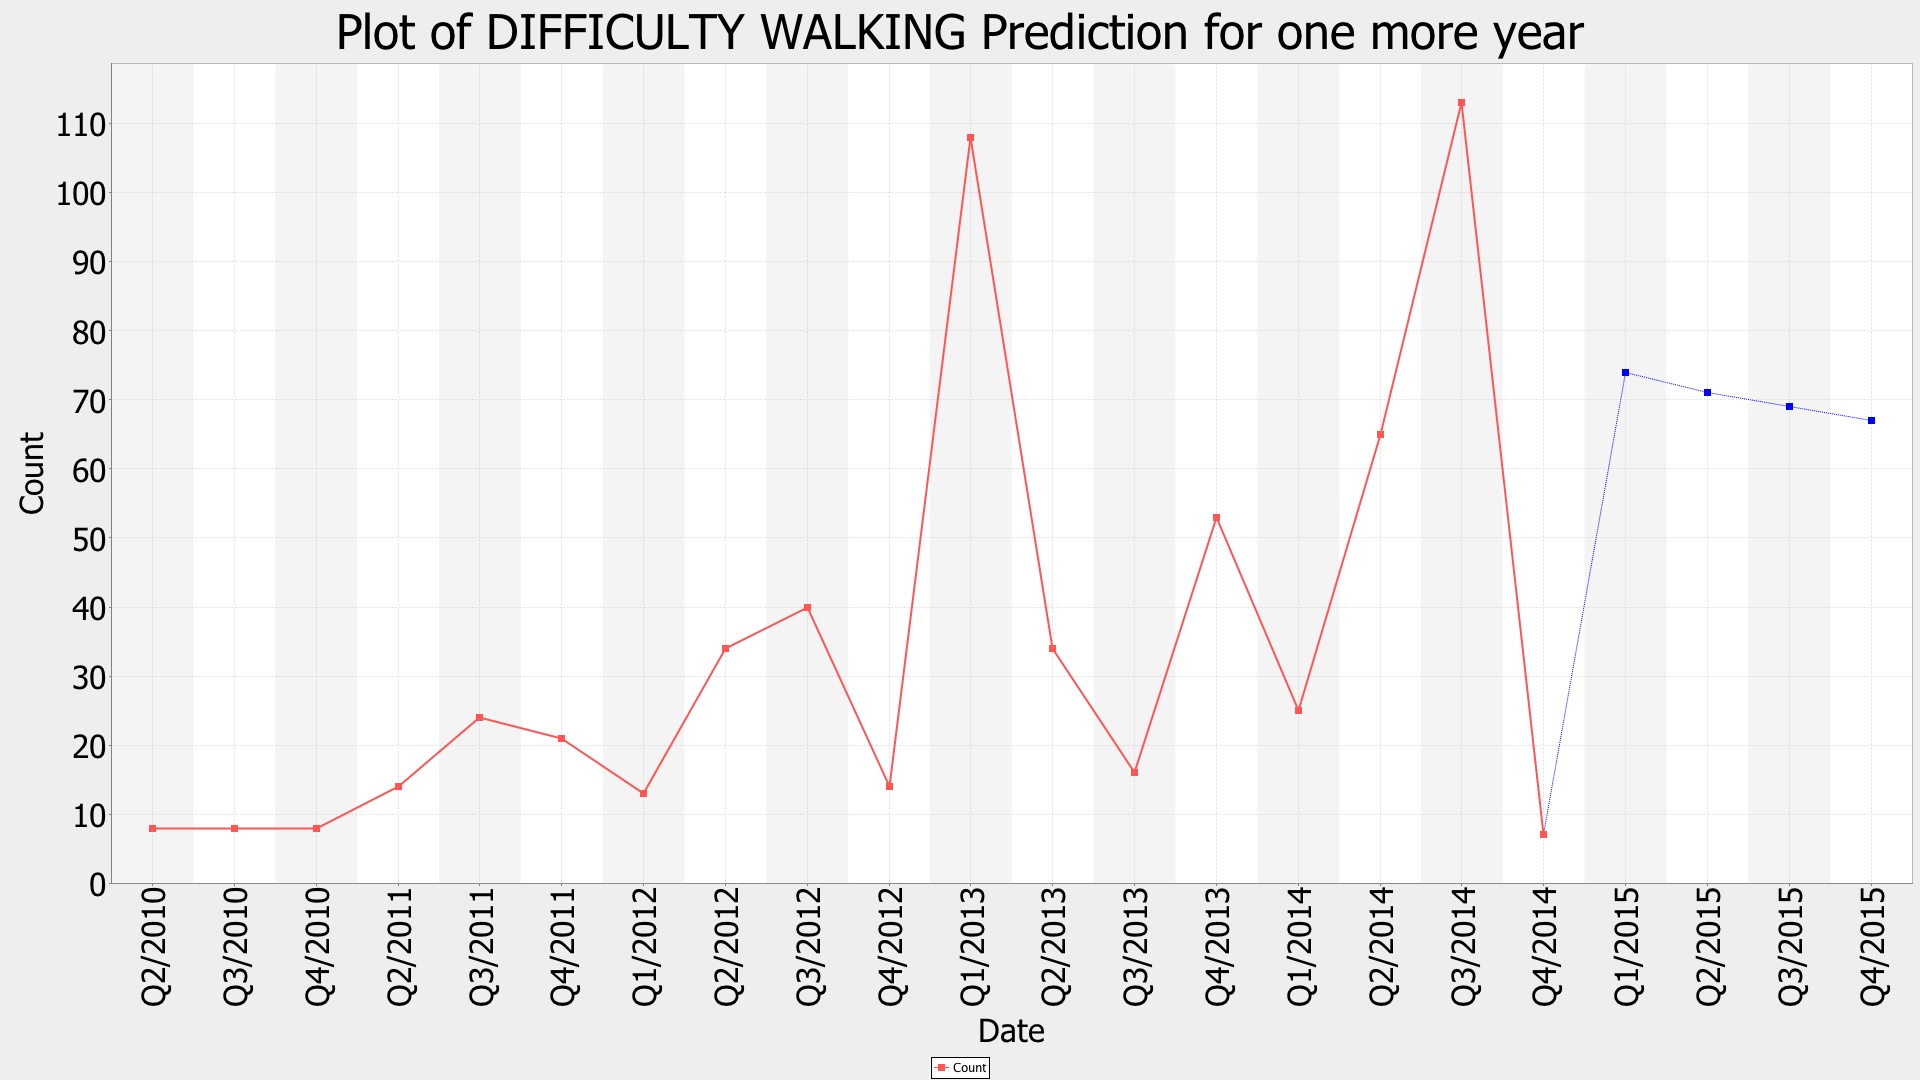 Plot of DIFFICULTY WALKING Prediction for one more year
Count
110
100
90
80
70
60
50
40
30
20
10
0
Q2/2010
Q3/2010
Q4/2010
Q2/2011
Q3/2011
Q4/2011
Q1/2012
Q2/2012
Q3/2012
Q4/2012
Q1/2013
Q2/2013
Q3/2013
Q4/2013
Q1/2014
Q2/2014
Q3/2014
Q4/2014
Q1/2015
Q2/2015
Q3/2015
Q4/2015
Date
Count